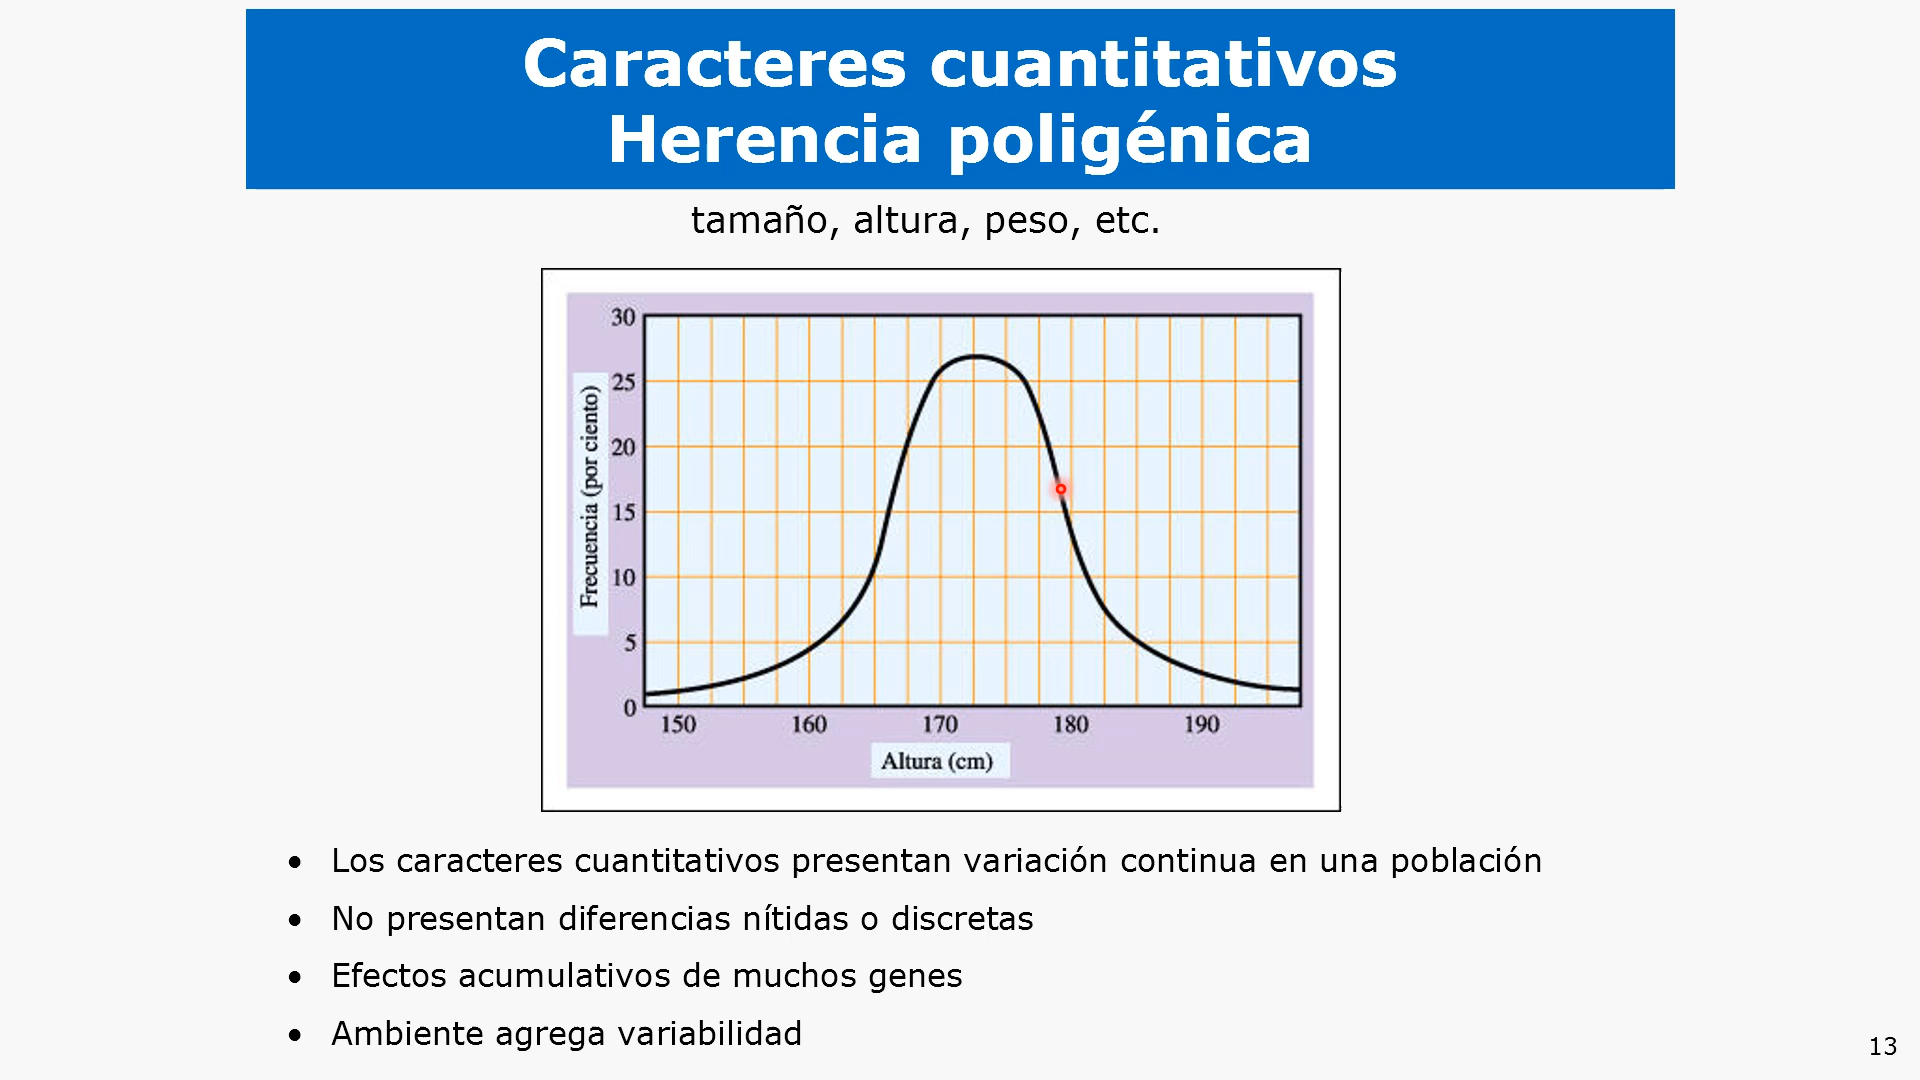 Caracteres cuantitativos
Herencia poligénica
tamaño, altura, peso, etc.
30
25
20
15
10
5
0
Frecuencia (por ciento)
150 160 170 180 190
Altura (cm)
• Los caracteres cuantitativos presentan variación continua en una población
• No presentan diferencias nítidas o discretas
• Efectos acumulativos de muchos genes
• Ambiente agrega variabilidad
13